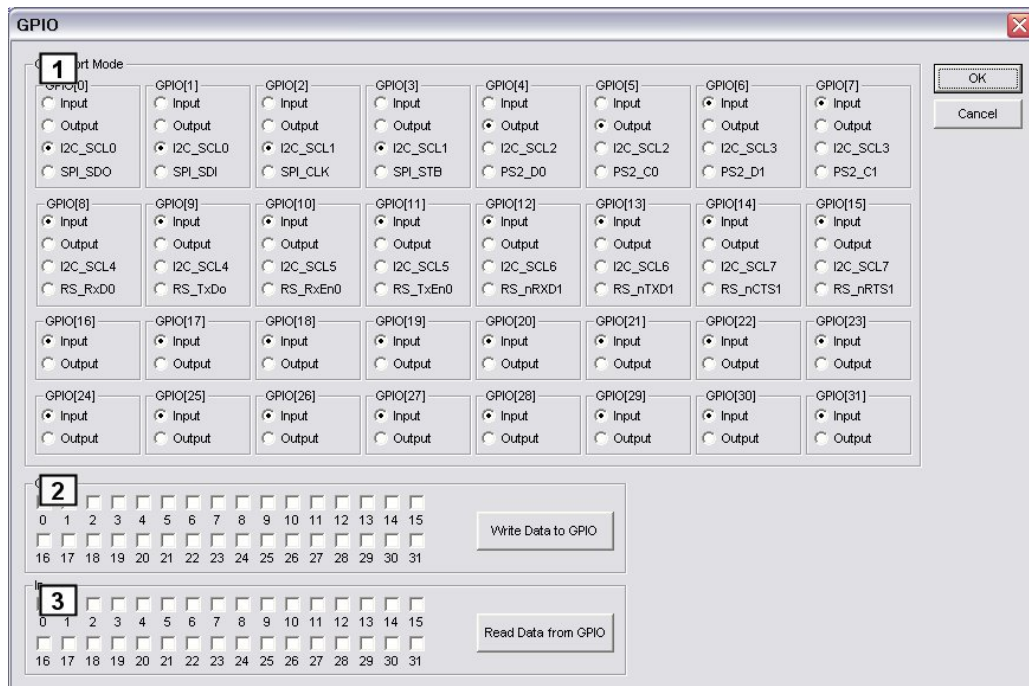 GPIO
1
ort Mode
OK
Cancel
GPIO[0] GPIO[1] GPIO[2] GPIO[3] GPIO[4] GPIO[5] GPIO[6] GPIO[7]
Input Input Input Input Input Input Input Input
Output Output Output Output Output Output Output Output
I2C_SCL0 I2C_SCL0 I2C_SCL1 I2C_SCL1 I2C_SCL2 I2C_SCL2 I2C_SCL3 I2C_SCL3
SPI_SDO SPI_SDI SPI_CLK SPI_STB PS2_D0 PS2_C0 PS2_D1 PS2_C1
GPIO[8] GPIO[9] GPIO[10] GPIO[11] GPIO[12] GPIO[13] GPIO[14] GPIO[15]
Input Input Input Input Input Input Input Input
Output Output Output Output Output Output Output Output
I2C_SCL4 I2C_SCL4 I2C_SCL5 I2C_SCL5 I2C_SCL6 I2C_SCL6 I2C_SCL7 I2C_SCL7
RS_RxD0 RS_TxDo RS_RxEn0 RS_TxEn0 RS_nRXD1 RS_nTXD1 RS_nCTS1 RS_nRTS1
GPIO[16] GPIO[17] GPIO[18] GPIO[19] GPIO[20] GPIO[21] GPIO[22] GPIO[23]
Input Input Input Input Input Input Input Input
Output Output Output Output Output Output Output Output
GPIO[24] GPIO[25] GPIO[26] GPIO[27] GPIO[28] GPIO[29] GPIO[30] GPIO[31]
Input Input Input Input Input Input Input Input
Output Output Output Output Output Output Output Output
2
0 1 2 3 4 5 6 7 8 9 10 11 12 13 14 15
Write Data to GPIO
16 17 18 19 20 21 22 23 24 25 26 27 28 29 30 31
3
0 1 2 3 4 5 6 7 8 9 10 11 12 13 14 15
Read Data from GPIO
16 17 18 19 20 21 22 23 24 25 26 27 28 29 30 31